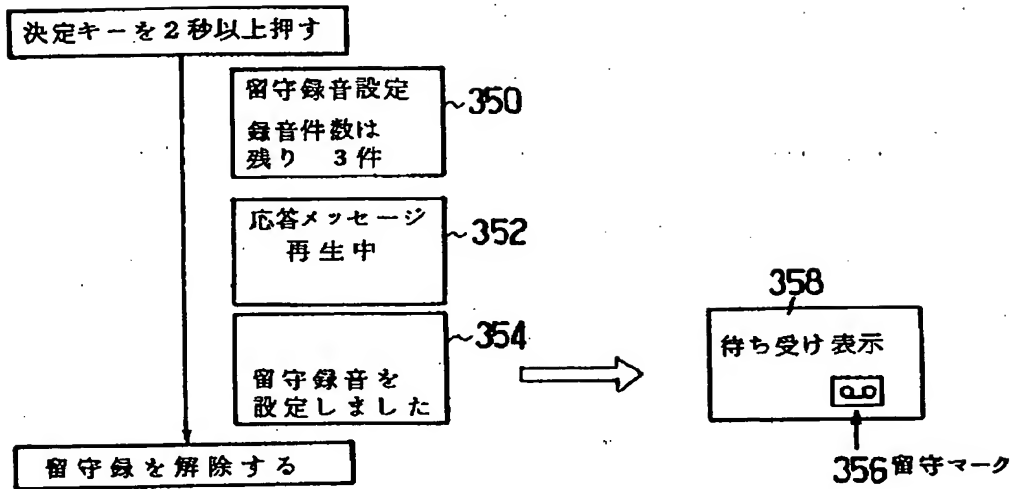 決定キーを2秒以上押す
留守録音設定
録音件数は
残り 3件
~350
応答メッセージ
再生中
~352
留守録音を
設定しました
~354
358
待ち受け表示
356留守マーク
留守録を解除する